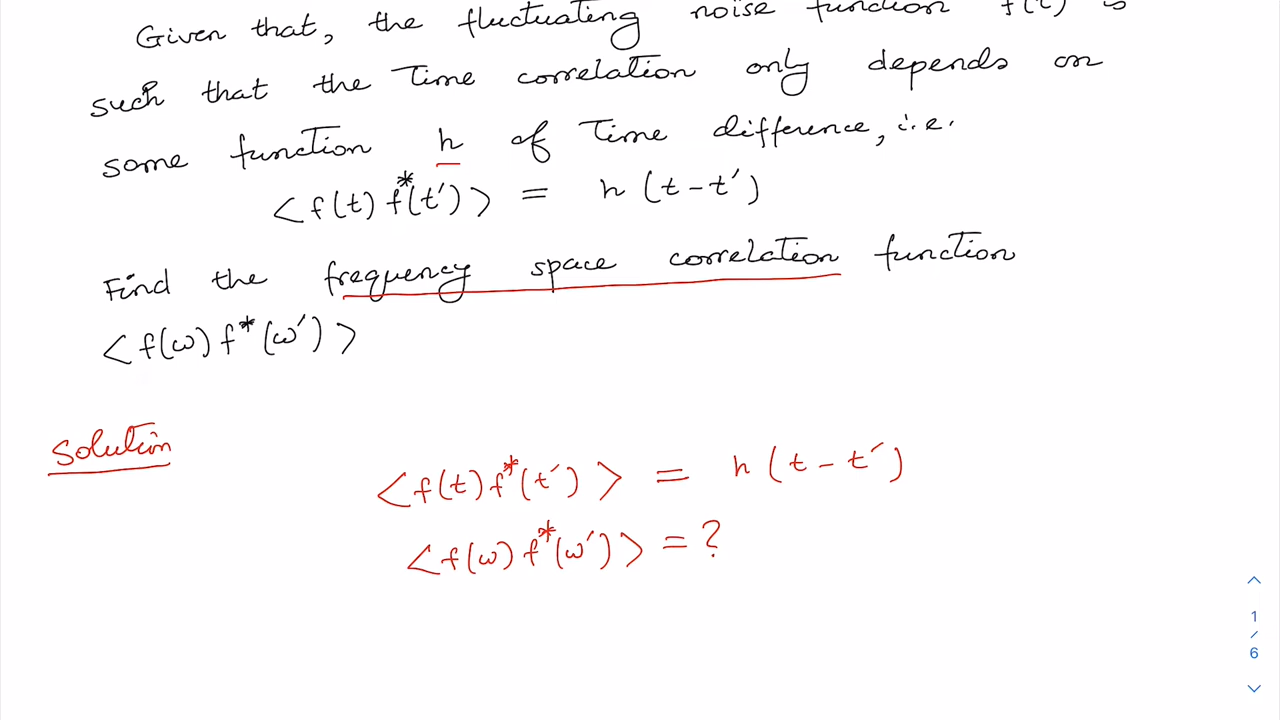 Given that, the fluctuating noise function f(t) is
such that the Time correlation only depends on
some function h of Time difference, i.e.
<f(t) f*(t')> = h (t-t')
Find the frequency space correlation function
<f(ω) f*(ω')>
Solution
<f(t) f*(t')> = h (t-t')
<f(ω) f*(ω')> = ?
1
/
6